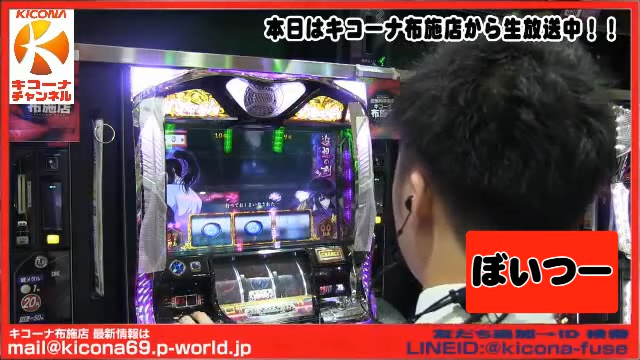 KICONA
キコーナ
チャンネル
本日はキコーナ布施店から生放送中！！
布施店
ぼいつー
キコーナ布施店 最新情報は
mail@kicona69.p-world.jp
LINEID:@kicona-fuse